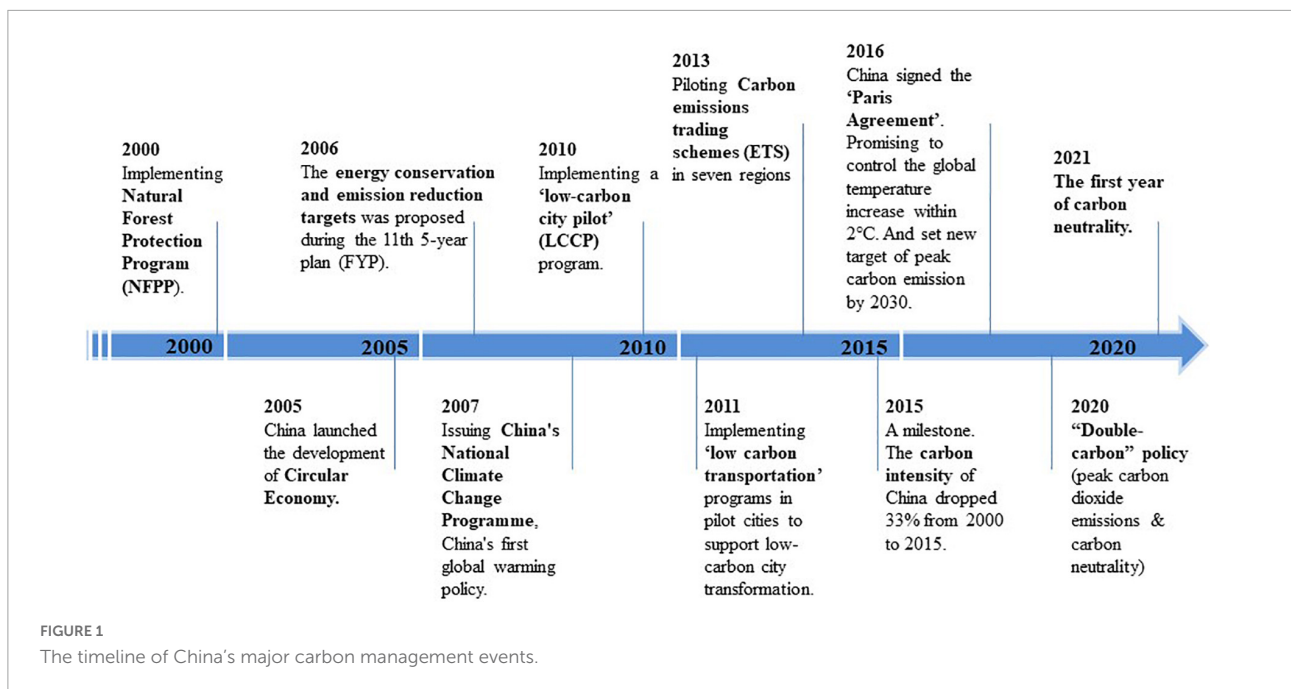 2000
Implementing
Natural
Forest
Protection
Program
(NFPP).
2006
The energy conservation
and emission reduction
targets was proposed
during the 11th 5-year
plan (FYP).
2010
Implementing a
‘low-carbon
city pilot’
(LCCP)
program.
2013
Piloting Carbon
emissions
trading
schemes (ETS)
in seven regions
2016
China signed the
‘Paris
Agreement’.
Promising to
control the global
temperature
increase within
2°C. And set new
target of peak
carbon emission
by 2030.
2021
The first year
of carbon
neutrality.
2000
2005
2010
2015
2020
2005
China launched
the development
of Circular
Economy.
2007
Issuing China's
National
Climate
Change
Programme,
China's first
global warming
policy.
2011
Implementing
‘low carbon
transportation’
programs in
pilot cities to
support low-
carbon city
transformation.
2015
A milestone.
The carbon
intensity of
China dropped
33% from 2000
to 2015.
2020
“Double-
carbon” policy
(peak carbon
dioxide
emissions &
carbon
neutrality)
FIGURE 1
The timeline of China’s major carbon management events.